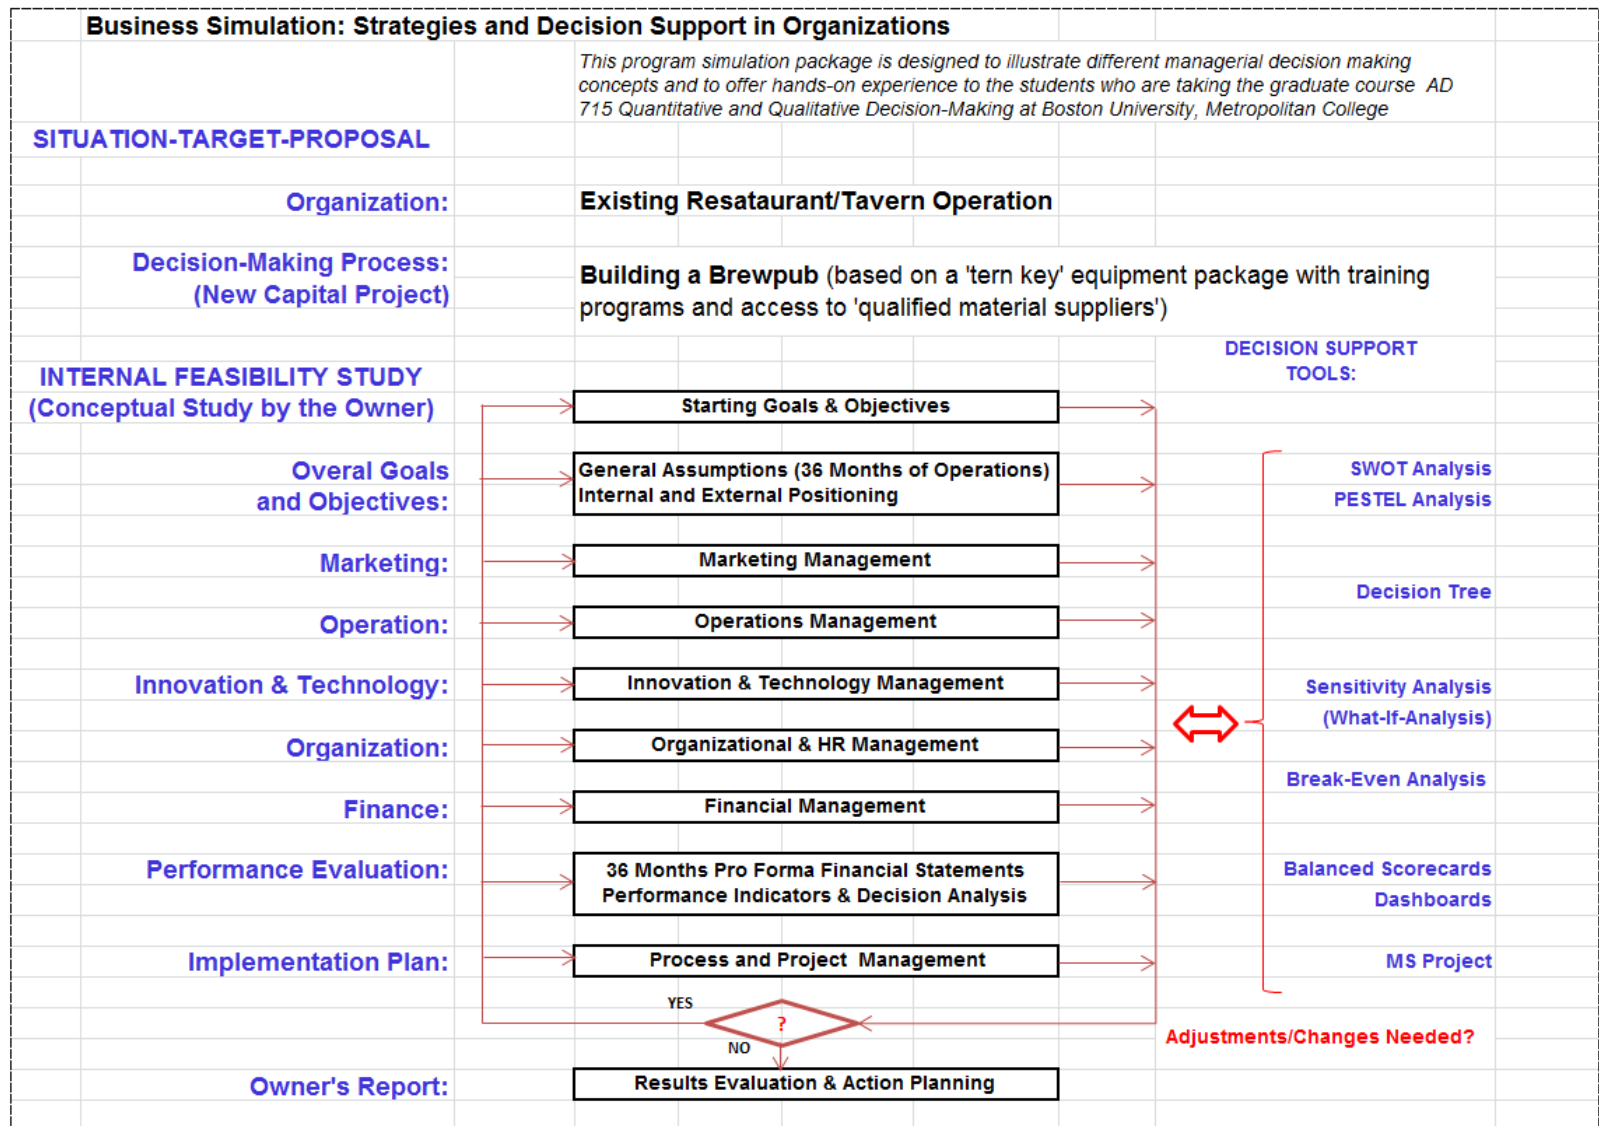 Business Simulation: Strategies and Decision Support in Organizations
This program simulation package is designed to illustrate different managerial decision making
concepts and to offer hands-on experience to the students who are taking the graduate course AD
715 Quantitative and Qualitative Decision-Making at Boston University, Metropolitan College
SITUATION-TARGET-PROPOSAL
Organization:
Existing Resataurant/Tavern Operation
Decision-Making Process:
(New Capital Project)
Building a Brewpub (based on a 'tern key' equipment package with training
programs and access to 'qualified material suppliers')
DECISION SUPPORT
TOOLS:
INTERNAL FEASIBILITY STUDY
(Conceptual Study by the Owner)
Starting Goals & Objectives
Overal Goals
and Objectives:
General Assumptions (36 Months of Operations)
Internal and External Positioning
SWOT Analysis
PESTEL Analysis
Marketing:
Marketing Management
Decision Tree
Operation:
Operations Management
Innovation & Technology:
Innovation & Technology Management
Sensitivity Analysis
(What-If-Analysis)
Organization:
Organizational & HR Management
Break-Even Analysis
Finance:
Financial Management
Performance Evaluation:
36 Months Pro Forma Financial Statements
Performance Indicators & Decision Analysis
Balanced Scorecards
Dashboards
Implementation Plan:
Process and Project Management
MS Project
YES
?
NO
Adjustments/Changes Needed?
Owner's Report:
Results Evaluation & Action Planning